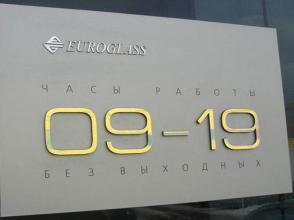 EUROGLASS
ЧАСЫ РАБОТЫ
09-19
БЕЗ ВЫХОДНЫХ